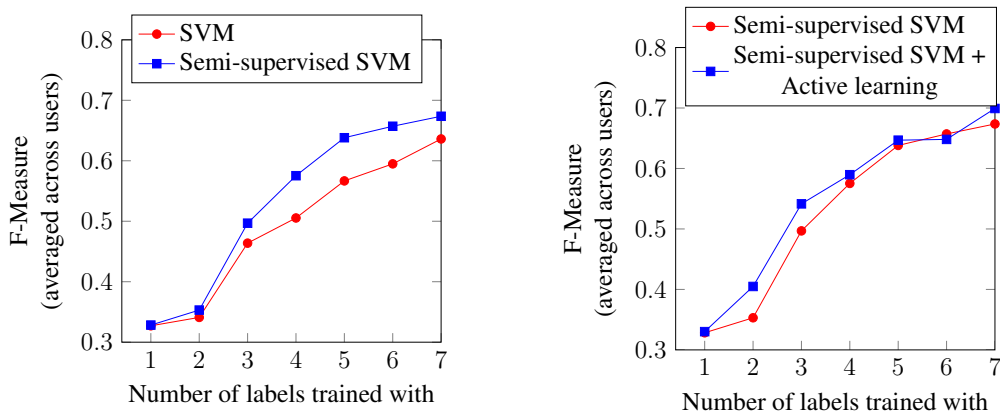 SVM
Semi-supervised SVM
0.8
0.7
0.6
0.5
0.4
0.3
F-Measure
(averaged across users)
1 2 3 4 5 6 7
Number of labels trained with
Semi-supervised SVM
Semi-supervised SVM +
Active learning
0.8
0.7
0.6
0.5
0.4
0.3
F-Measure
(averaged across users)
1 2 3 4 5 6 7
Number of labels trained with